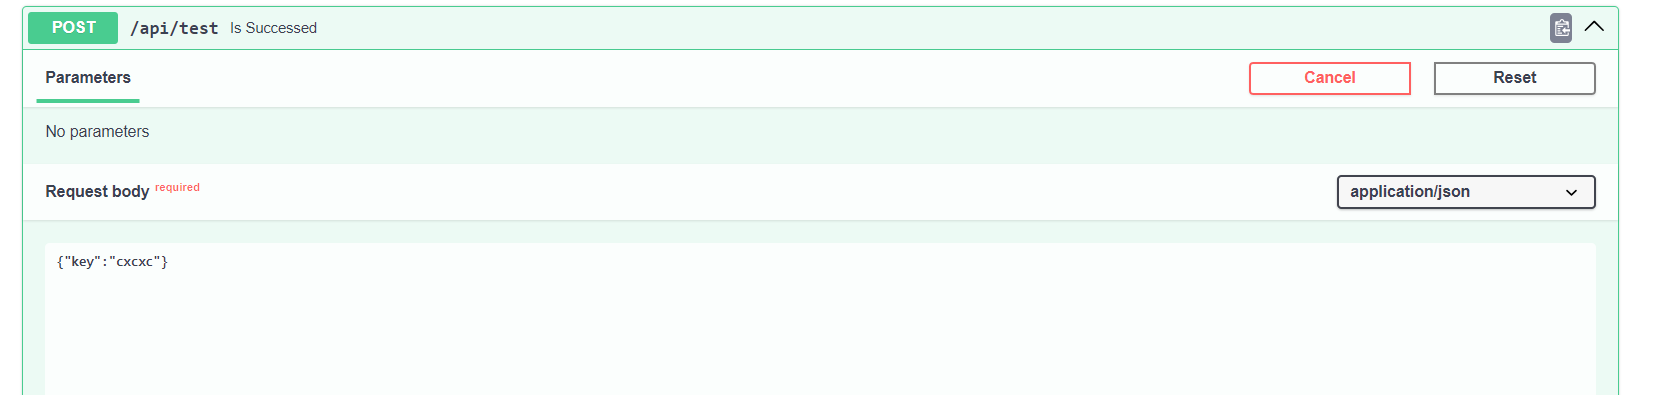 POST /api/test Is Successed
Parameters Cancel Reset
No parameters
Request body required application/json
{"key":"cxcxc"}